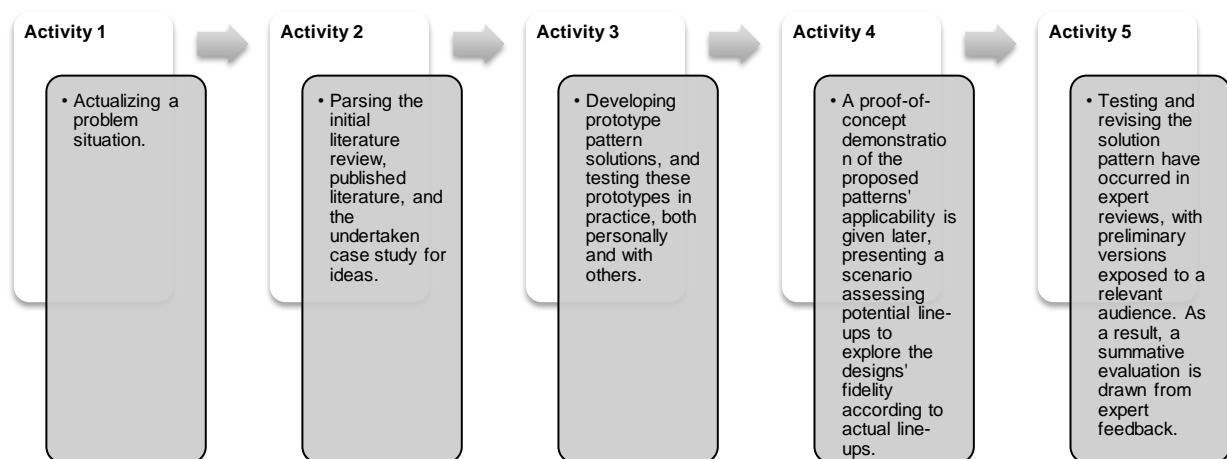 Activity 1
• Actualizing a
problem
situation.
Activity 2
• Parsing the
initial
literature
review,
published
literature, and
the
undertaken
case study for
ideas.
Activity 3
• Developing
prototype
pattern
solutions, and
testing these
prototypes in
practice, both
personally
and with
others.
Activity 4
• A proof-of-
concept
demonstratio
n of the
proposed
patterns'
applicability is
given later,
presenting a
scenario
assessing
potential line-
ups to
explore the
designs'
fidelity
according to
actual line-
ups.
Activity 5
• Testing and
revising the
solution
pattern have
occurred in
expert
reviews, with
preliminary
versions
exposed to a
relevant
audience. As
a result, a
summative
evaluation is
drawn from
expert
feedback.